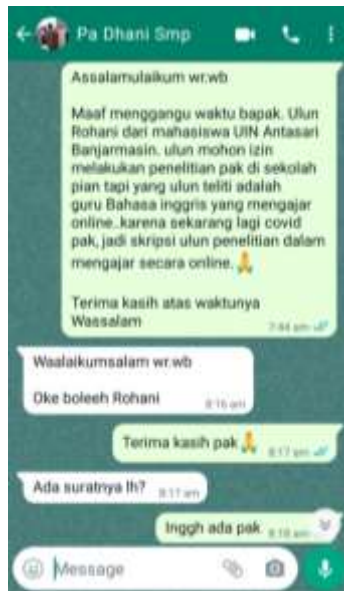 Pa Dhani Smp
Assalamulaikum wr.wb
Maaf menggangu waktu bapak. Ulun
Rohani dari mahasiswa UIN Antasari
Banjarmasin. ulun mohon izin
melakukan penelitian pak di sekolah
pian tapi yang ulun teliti adalah
guru Bahasa inggris yang mengajar
online..karena sekarang lagi covid
pak, jadi skripsi ulun penelitian dalam
mengajar secara online.🙏
Terima kasih atas waktunya
Wassalam
7:44 am
Waalaikumsalam wr.wb
Oke boleeh Rohani
8:16 am
Terima kasih pak🙏
8:17 am
Ada suratnya lh?
8:17 am
Inggh ada pak
8:18 am
Message